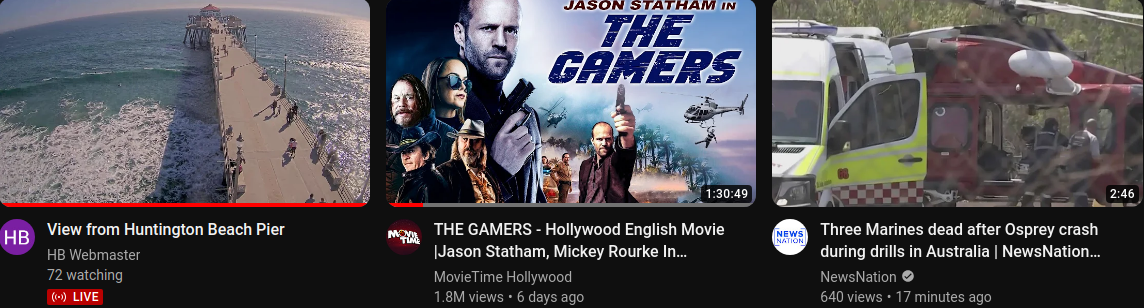 JASON STATHAM IN
THE
GAMERS
1:30:49
2:46
HB
View from Huntington Beach Pier
HB Webmaster
72 watching
LIVE
MOVIE
TIME
THE GAMERS - Hollywood English Movie
|Jason Statham, Mickey Rourke In...
MovieTime Hollywood
1.8M views • 6 days ago
NEWS
NATION
Three Marines dead after Osprey crash
during drills in Australia | NewsNation...
NewsNation
640 views • 17 minutes ago